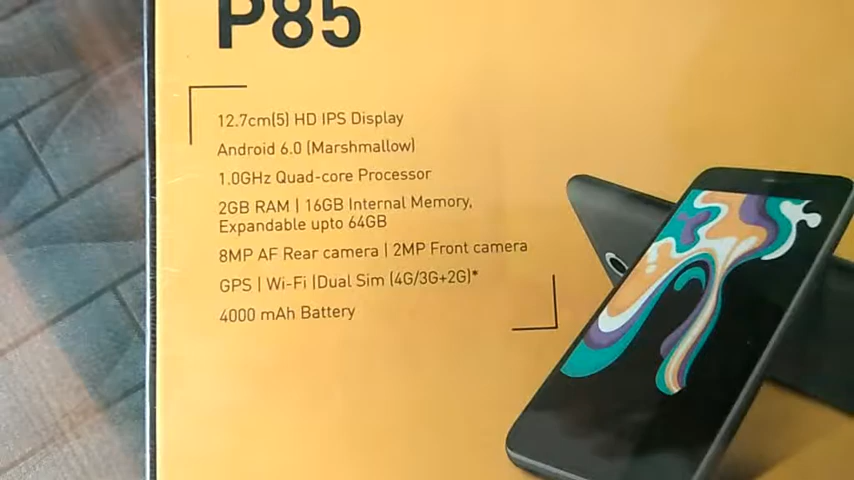 P85
12.7cm(5) HD IPS Display
Android 6.0 (Marshmallow)
1.0GHz Quad-core Processor
2GB RAM | 16GB Internal Memory,
Expandable upto 64GB
8MP AF Rear camera | 2MP Front camera
GPS | Wi-Fi |Dual Sim (4G/3G+2G)*
4000 mAh Battery